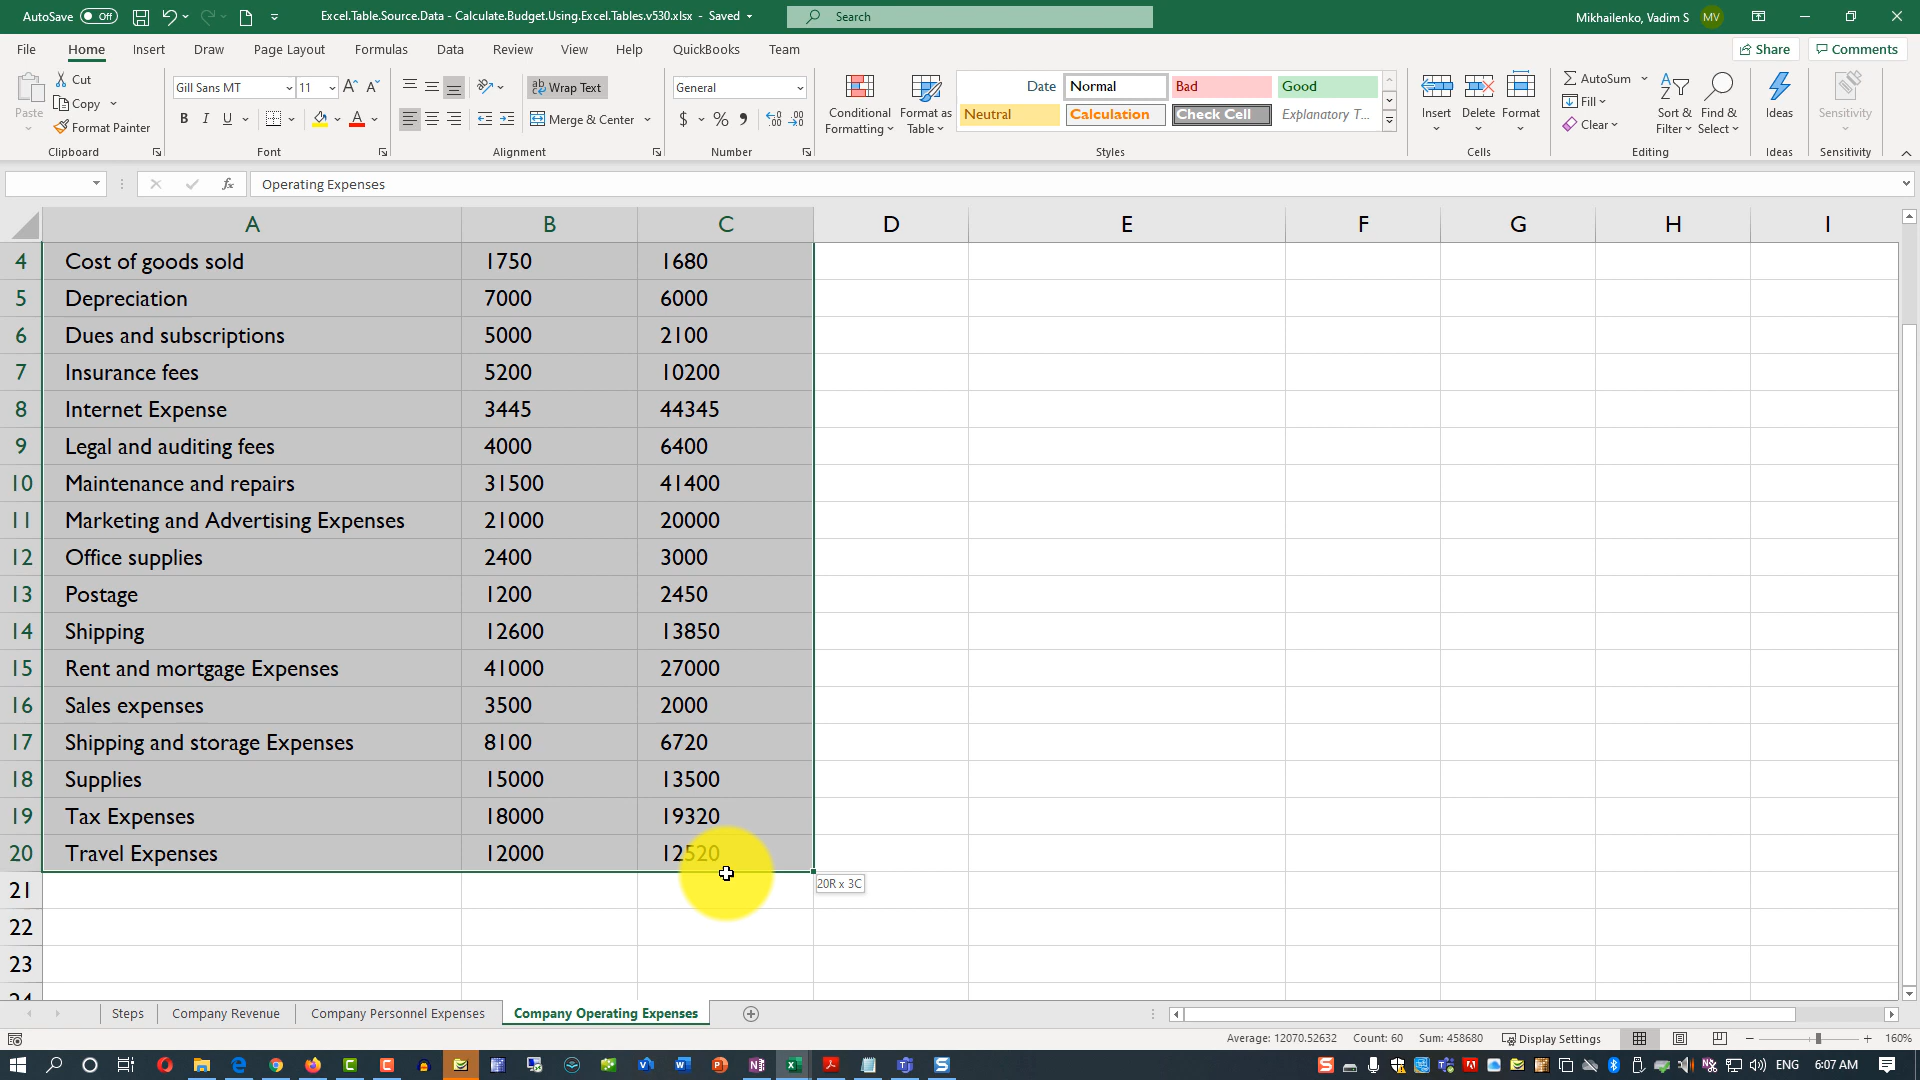 AutoSave Off Excel.Table.Source.Data - Calculate.Budget.Using.Excel.Tables.v530.xlsx - Saved Search Mikhailenko, Vadim S MV
File Home Insert Draw Page Layout Formulas Data Review View Help QuickBooks Team Share Comments
Paste Cut Copy Format Painter Clipboard
Gill Sans MT 11 A A B I U A Font
Wrap Text Merge & Center Alignment
General $ % Number
Conditional Formatting Format as Table
Date Normal Bad Good
Neutral Calculation Check Cell Explanatory T...
Styles
Insert Delete Format Cells
AutoSum Fill Clear Sort & Filter Find & Select Editing
Ideas Ideas
Sensitivity Sensitivity
fx Operating Expenses
A B C D E F G H I
4 Cost of goods sold 1750 1680
5 Depreciation 7000 6000
6 Dues and subscriptions 5000 2100
7 Insurance fees 5200 10200
8 Internet Expense 3445 44345
9 Legal and auditing fees 4000 6400
10 Maintenance and repairs 31500 41400
11 Marketing and Advertising Expenses 21000 20000
12 Office supplies 2400 3000
13 Postage 1200 2450
14 Shipping 12600 13850
15 Rent and mortgage Expenses 41000 27000
16 Sales expenses 3500 2000
17 Shipping and storage Expenses 8100 6720
18 Supplies 15000 13500
19 Tax Expenses 18000 19320
20 Travel Expenses 12000 12520
21 20R x 3C
22
23
24
Steps Company Revenue Company Personnel Expenses Company Operating Expenses
Average: 12070.52632 Count: 60 Sum: 458680 Display Settings 160%
ENG 6:07 AM